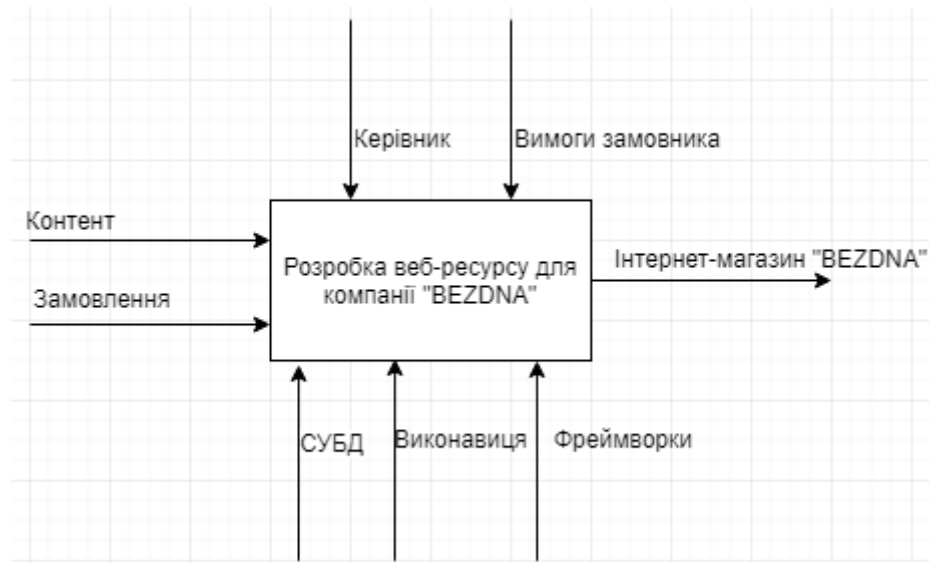 Керівник
Вимоги замовника
Контент
Замовлення
Розробка веб-ресурсу для
компанії "BEZDNA"
Інтернет-магазин "BEZDNA"
СУБД
Виконавиця
Фреймворки